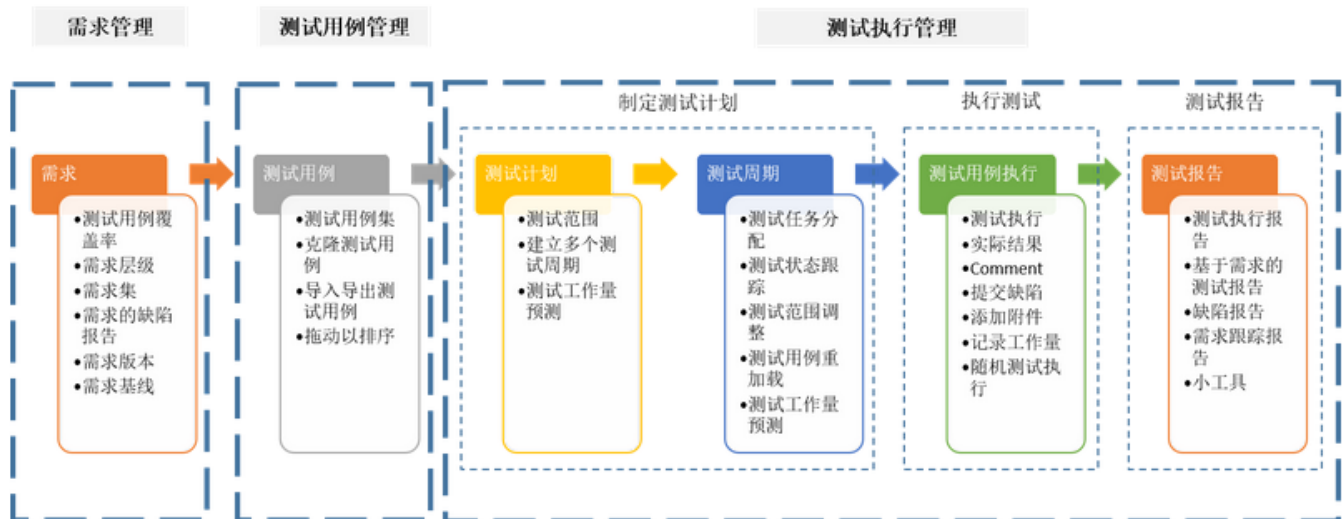 需求管理
测试用例管理
测试执行管理
制定测试计划
执行测试
测试报告
需求
•测试用例覆
盖率
•需求层级
•需求集
•需求的缺陷
报告
•需求版本
•需求基线
测试用例
•测试用例集
•克隆测试用
例
•导入导出测
试用例
•拖动以排序
测试计划
•测试范围
•建立多个测
试周期
•测试工作量
预测
测试周期
•测试任务分
配
•测试状态跟
踪
•测试范围调
整
•测试用例重
加载
•测试工作量
预测
测试用例执行
•测试执行
•实际结果
•Comment
•提交缺陷
•添加附件
•记录工作量
•随机测试执
行
测试报告
•测试执行报
告
•基于需求的
测试报告
•缺陷报告
•需求跟踪报
告
•小工具